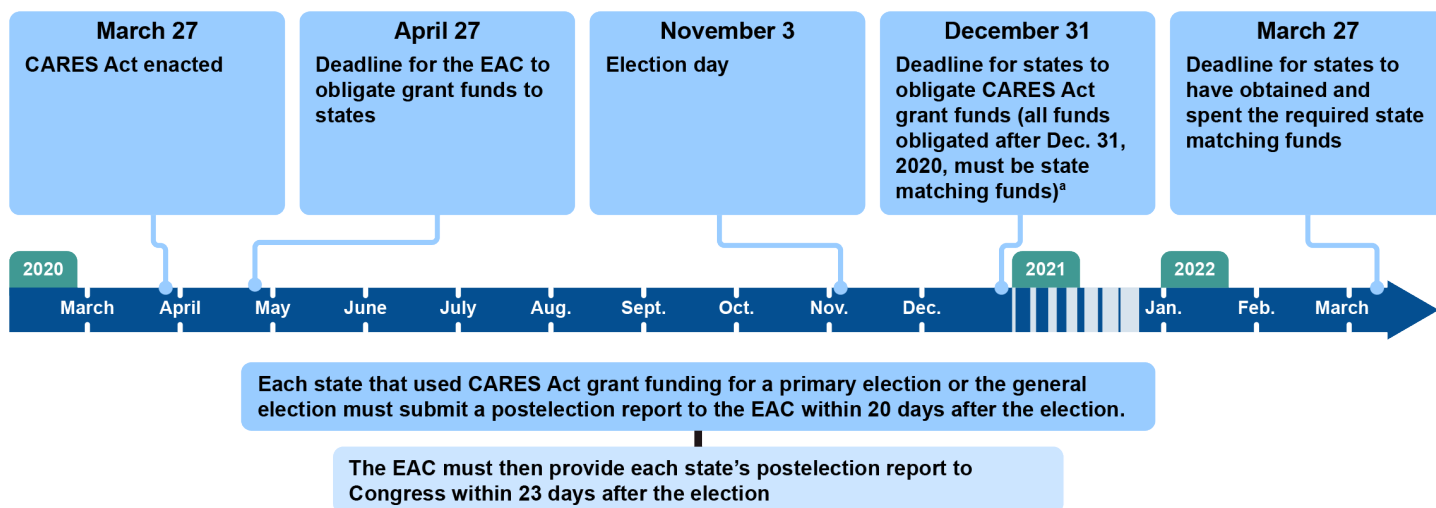 March 27
CARES Act enacted
April 27
Deadline for the EAC to
obligate grant funds to
states
November 3
Election day
December 31
Deadline for states to
obligate CARES Act
grant funds (all funds
obligated after Dec. 31,
2020, must be state
matching funds)ª
March 27
Deadline for states to
have obtained and
spent the required state
matching funds
2020
2021
2022
March April May June July Aug. Sept. Oct. Nov. Dec. Jan. Feb. March
Each state that used CARES Act grant funding for a primary election or the general
election must submit a postelection report to the EAC within 20 days after the election.
The EAC must then provide each state’s postelection report to
Congress within 23 days after the election